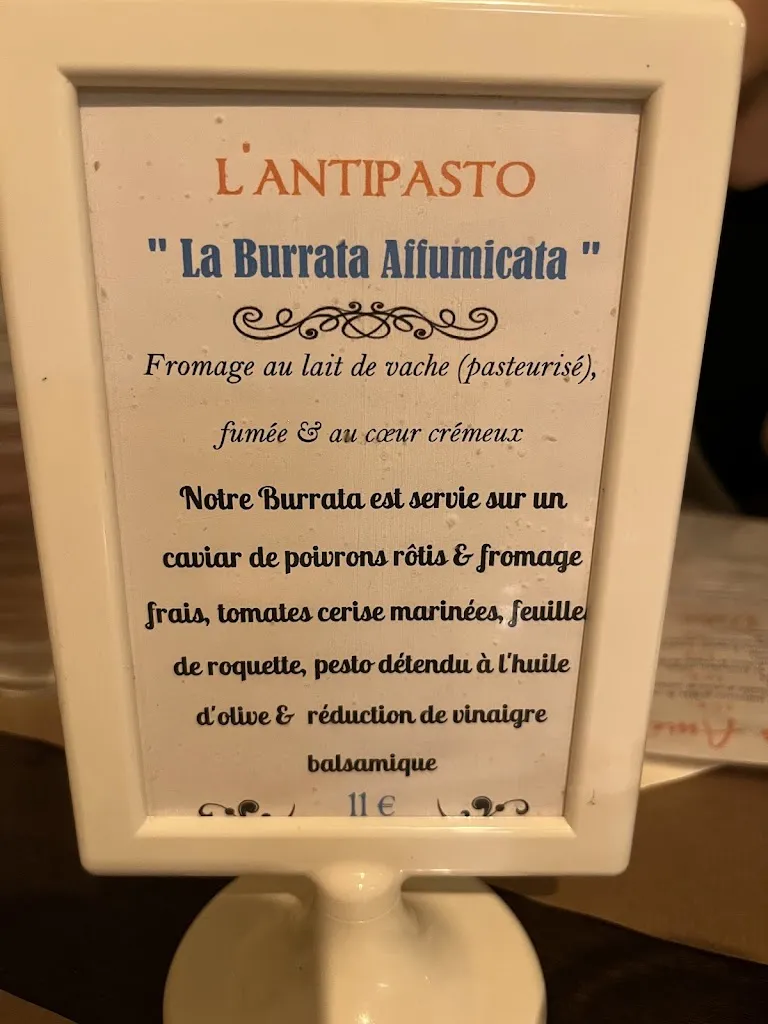 L'ANTIPASTO
" La Burrata Affumicata "
Fromage au lait de vache (pasteurisé),
fumée & au cœur crémeux
Notre Burrata est servie sur un
caviar de poivrons rôtis & fromage
frais, tomates cerise marinées, feuille
de roquette, pesto détendu à l'huile
d'olive & réduction de vinaigre
balsamique
11 €